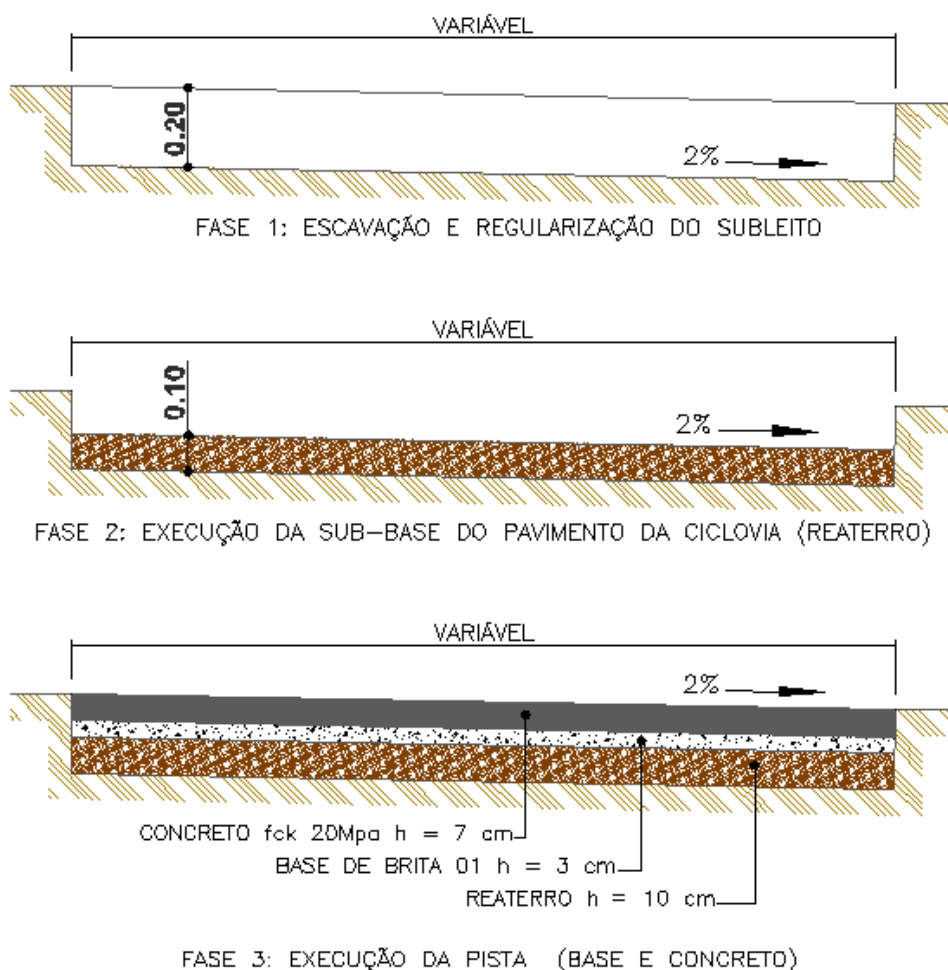 VARIÁVEL
0.20
2%
FASE 1: ESCAVAÇÃO E REGULARIZAÇÃO DO SUBLEITO
VARIÁVEL
0.10
2%
FASE 2: EXECUÇÃO DA SUB-BASE DO PAVIMENTO DA CICLOVIA (REATERRO)
VARIÁVEL
2%
CONCRETO fck 20Mpa h = 7 cm
BASE DE BRITA 01 h = 3 cm
REATERRO h = 10 cm
FASE 3: EXECUÇÃO DA PISTA (BASE E CONCRETO)